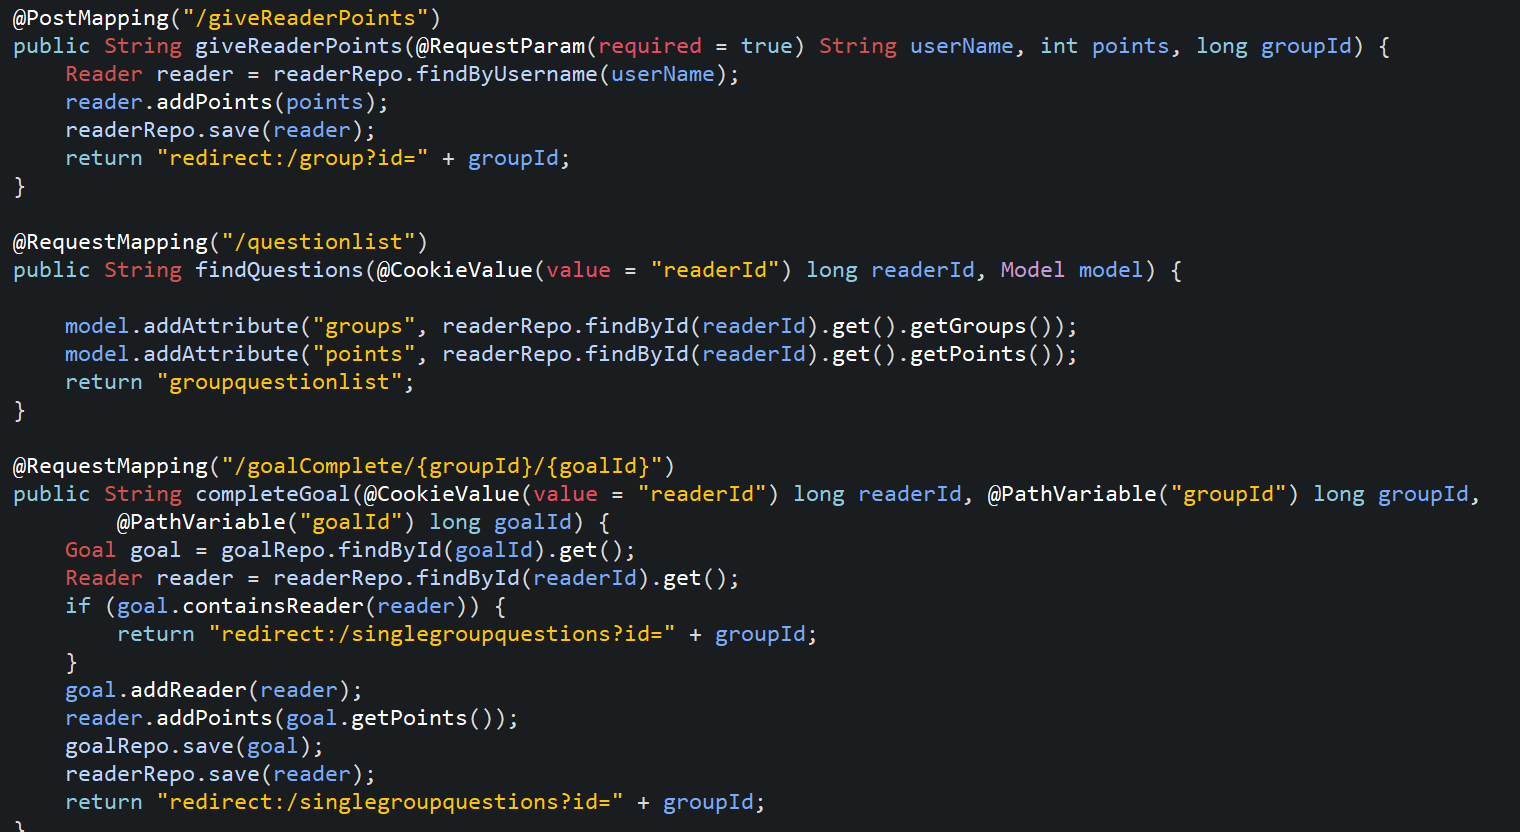 @PostMapping("/giveReaderPoints")
public String giveReaderPoints(@RequestParam(required = true) String userName, int points, long groupId) {
    Reader reader = readerRepo.findByUsername(userName);
    reader.addPoints(points);
    readerRepo.save(reader);
    return "redirect:/group?id=" + groupId;
}

@RequestMapping("/questionlist")
public String findQuestions(@CookieValue(value = "readerId") long readerId, Model model) {

    model.addAttribute("groups", readerRepo.findById(readerId).get().getGroups());
    model.addAttribute("points", readerRepo.findById(readerId).get().getPoints());
    return "groupquestionlist";
}

@RequestMapping("/goalComplete/{groupId}/{goalId}")
public String completeGoal(@CookieValue(value = "readerId") long readerId, @PathVariable("groupId") long groupId,
        @PathVariable("goalId") long goalId) {
    Goal goal = goalRepo.findById(goalId).get();
    Reader reader = readerRepo.findById(readerId).get();
    if (goal.containsReader(reader)) {
        return "redirect:/singlegroupquestions?id=" + groupId;
    }
    goal.addReader(reader);
    reader.addPoints(goal.getPoints());
    goalRepo.save(goal);
    readerRepo.save(reader);
    return "redirect:/singlegroupquestions?id=" + groupId;
}